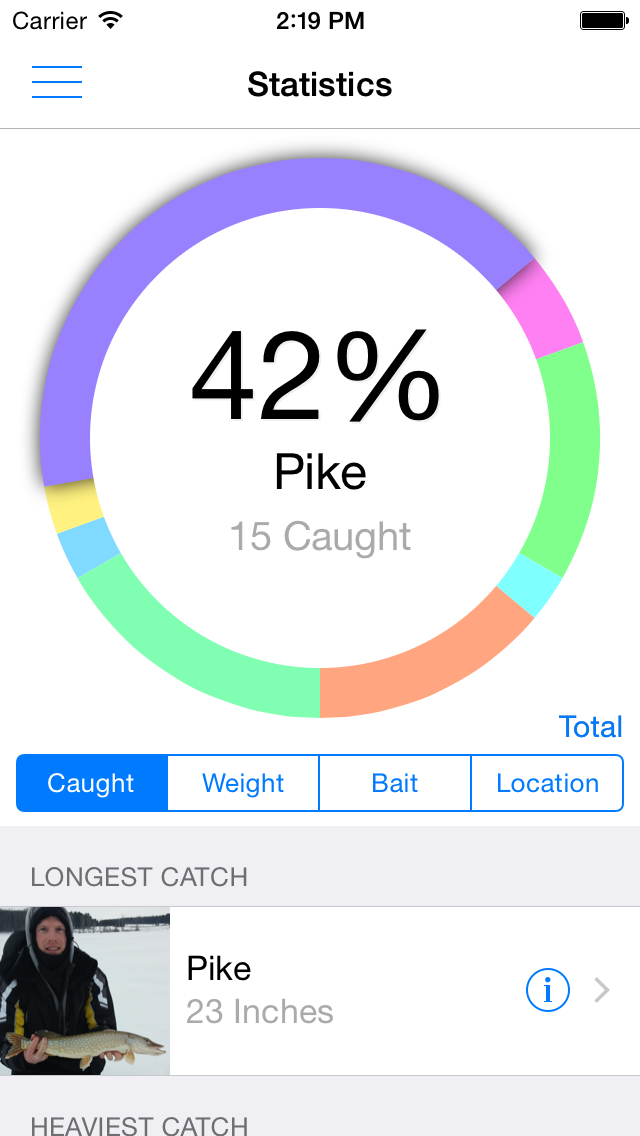 Carrier 2:19 PM
Statistics
42%
Pike
15 Caught
Total
Caught Weight Bait Location
LONGEST CATCH
Pike
23 Inches
i
HEAVIEST CATCH